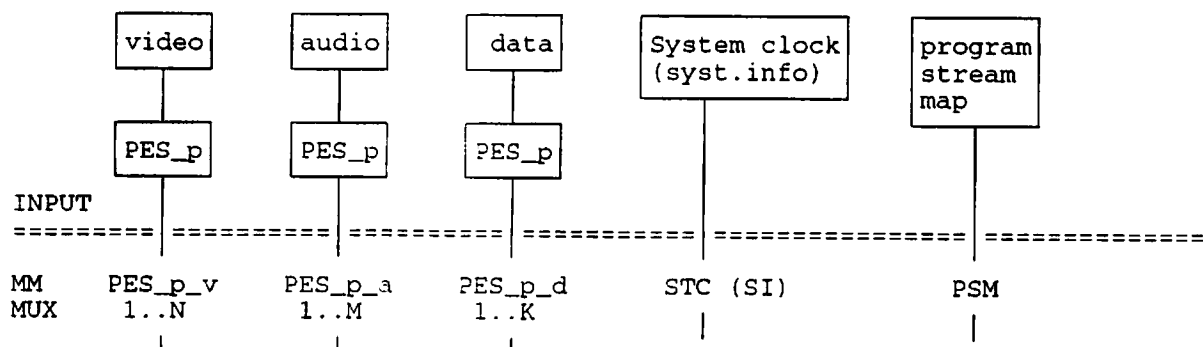 video audio data System clock (syst.info) program stream map
PES_p PES_p PES_p
INPUT
MM PES_p_v PES_p_a PES_p_d STC (SI) PSM
MUX 1..N 1..M 1..K